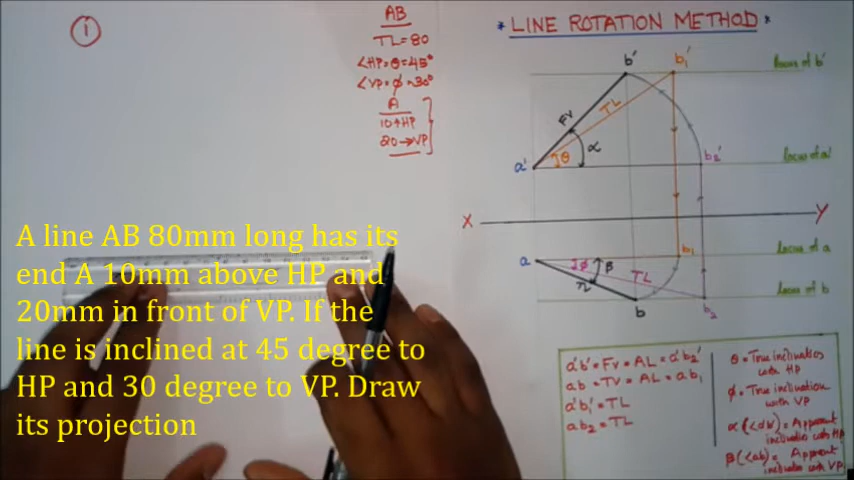 1
AB
TL = 80
∠HP = θ = 45°
∠VP = φ = 30°
A
10↑HP
20→VP
* LINE ROTATION METHOD *
b' b1' locus of b'
FV TL
θ α
a' b2' locus of a'
X Y
a φ β b1 locus of a
TL
b b2 locus of b
a'b' = FV = AL = a'b2'
ab = TV = AL = ab1
a'b1' = TL
ab2 = TL
θ = True inclination with HP
φ = True inclination with VP
= Apparent inclination with HP
= Apparent inclination with VP
A line AB 80mm long has its
end A 10mm above HP and
20mm in front of VP. If the
line is inclined at 45 degree to
HP and 30 degree to VP. Draw
its projection